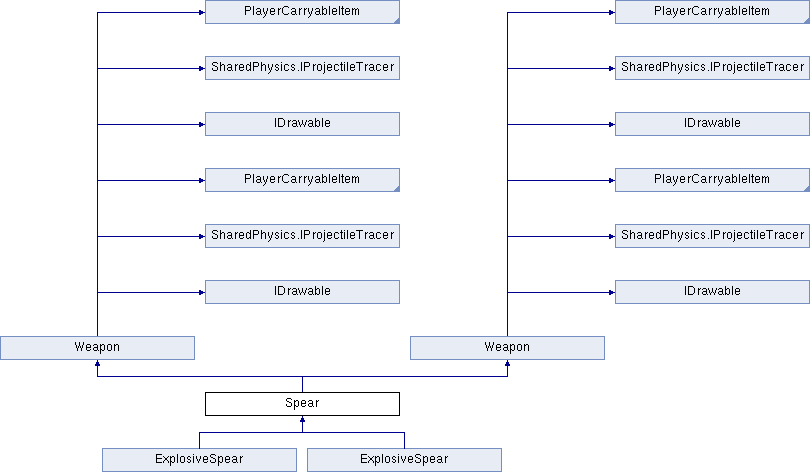 PlayerCarryableItem
PlayerCarryableItem
SharedPhysics.IProjectileTracer
SharedPhysics.IProjectileTracer
IDrawable
IDrawable
PlayerCarryableItem
PlayerCarryableItem
SharedPhysics.IProjectileTracer
SharedPhysics.IProjectileTracer
IDrawable
IDrawable
Weapon
Weapon
Spear
ExplosiveSpear
ExplosiveSpear